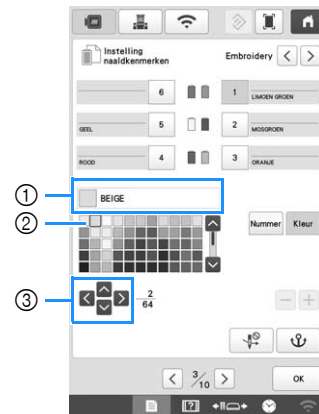 Instelling naaldkenmerken
Embroidery
6
1 LIMOEN GROEN
GEEL 5
2 MOSGROEN
ROOD 4
3 ORANJE
① BEIGE
②
Nummer Kleur
③
2
64
3/10
OK